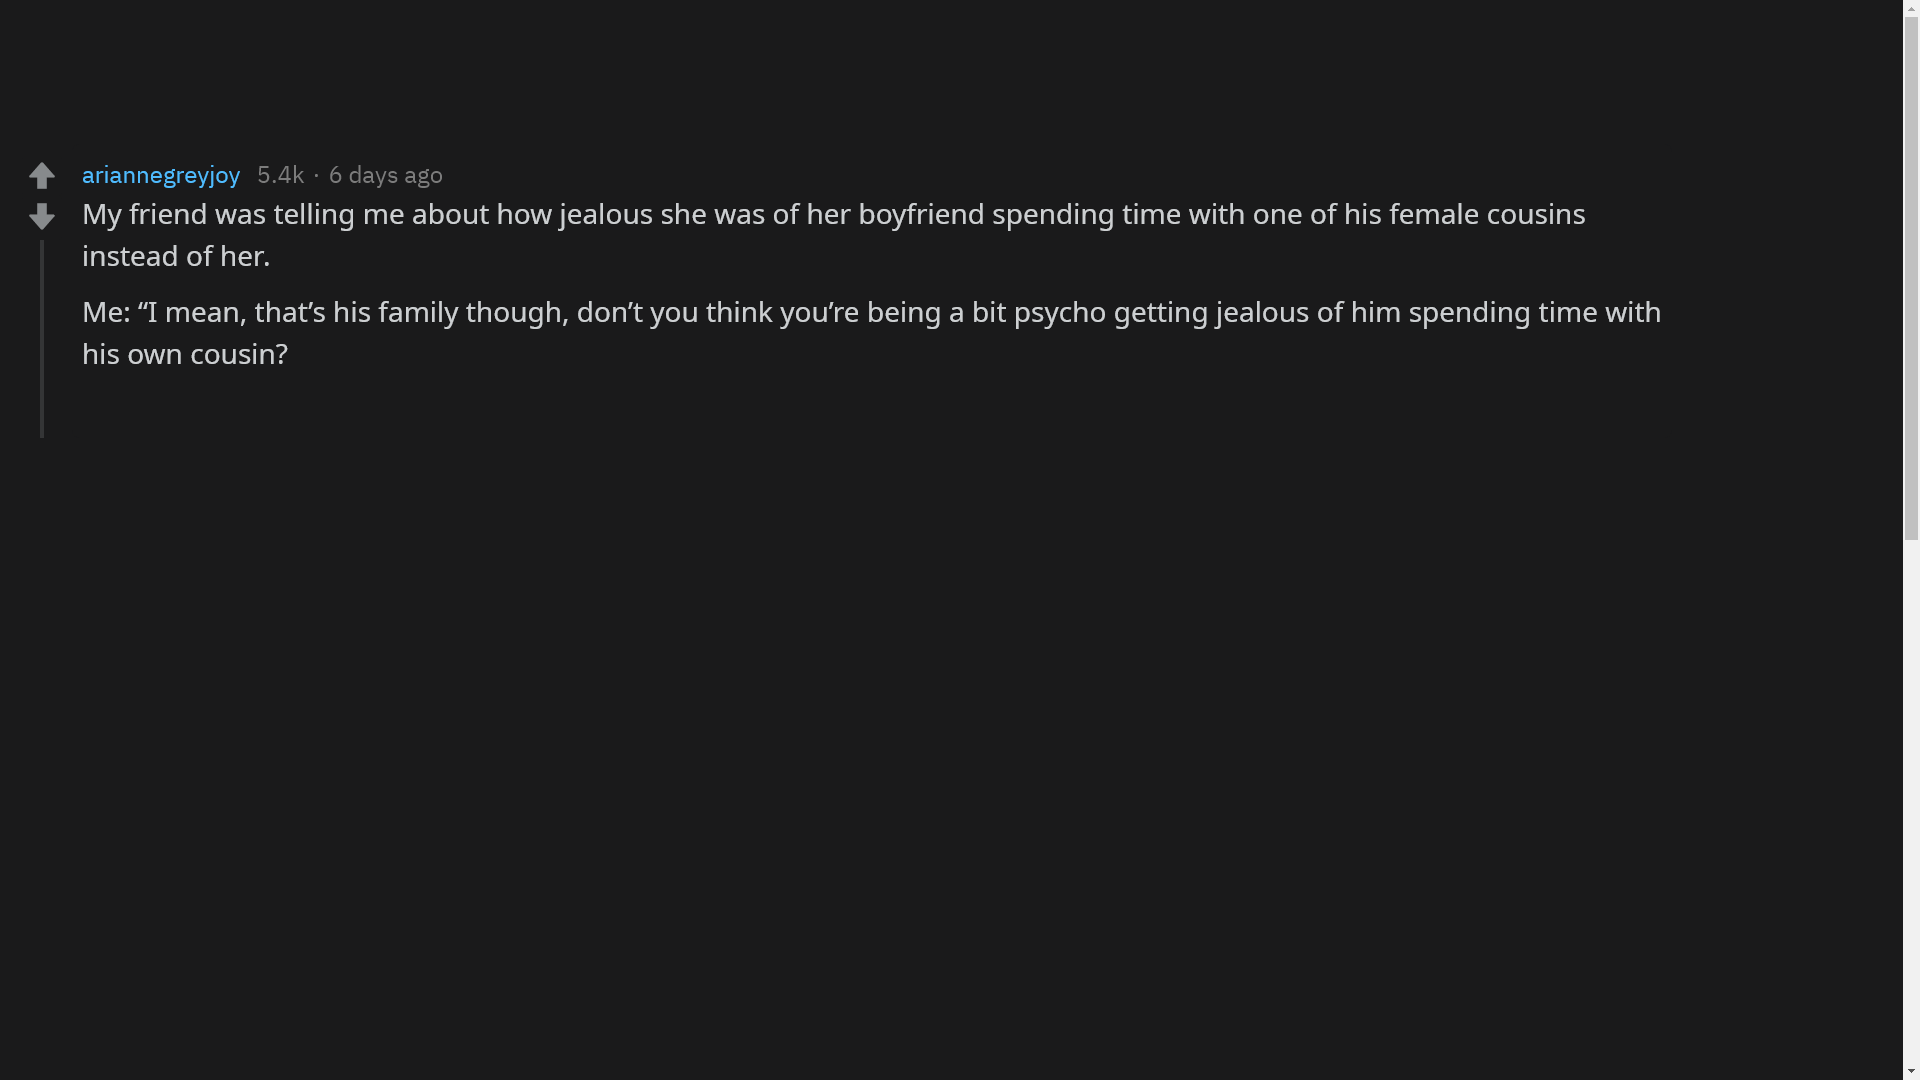 ariannegreyjoy 5.4k · 6 days ago
My friend was telling me about how jealous she was of her boyfriend spending time with one of his female cousins
instead of her.
Me: “I mean, that’s his family though, don’t you think you’re being a bit psycho getting jealous of him spending time with
his own cousin?